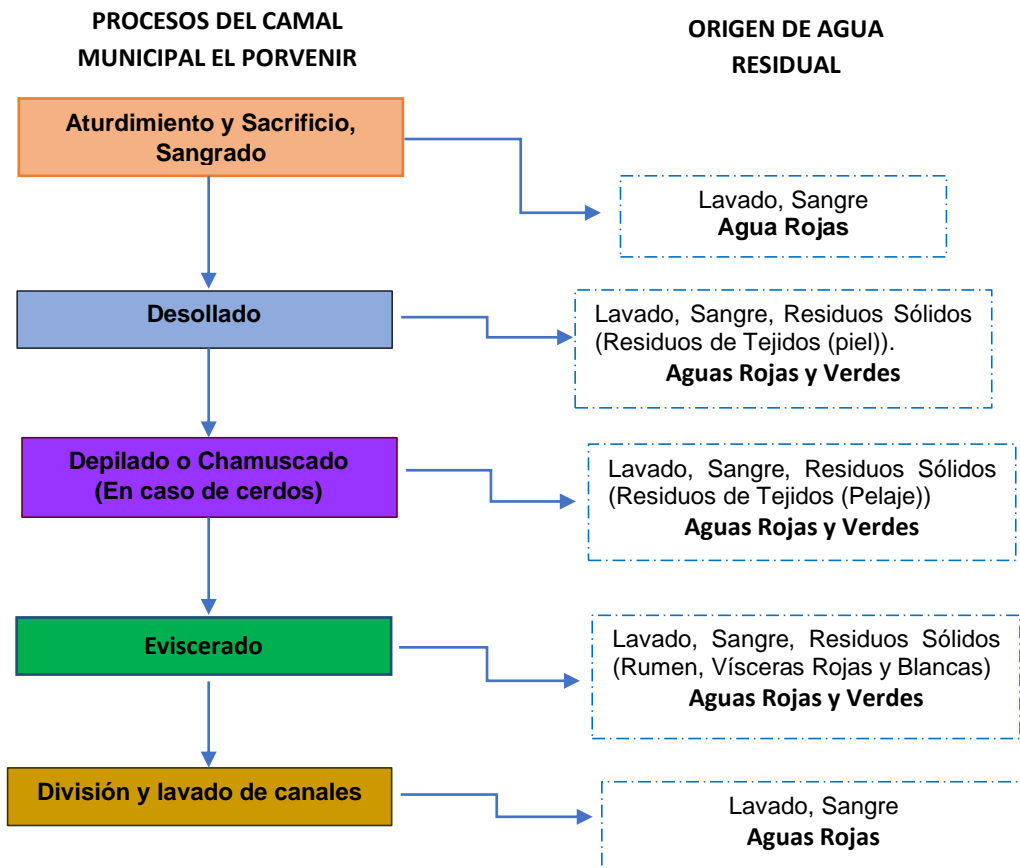 PROCESOS DEL CAMAL
MUNICIPAL EL PORVENIR
ORIGEN DE AGUA
RESIDUAL
Aturdimiento y Sacrificio,
Sangrado
Lavado, Sangre
Agua Rojas
Desollado
Lavado, Sangre, Residuos Sólidos
(Residuos de Tejidos (piel)).
Aguas Rojas y Verdes
Depilado o Chamuscado
(En caso de cerdos)
Lavado, Sangre, Residuos Sólidos
(Residuos de Tejidos (Pelaje))
Aguas Rojas y Verdes
Eviscerado
Lavado, Sangre, Residuos Sólidos
(Rumen, Vísceras Rojas y Blancas)
Aguas Rojas y Verdes
División y lavado de canales
Lavado, Sangre
Aguas Rojas